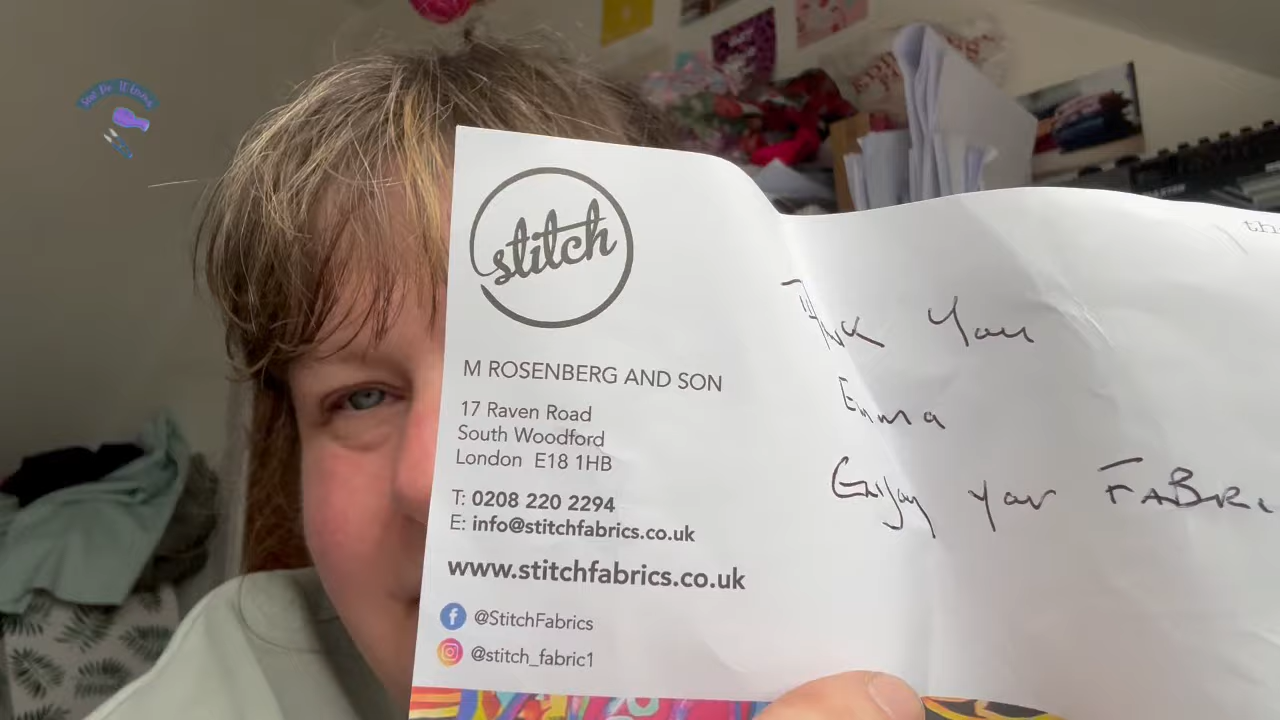 stitch
M ROSENBERG AND SON
17 Raven Road
South Woodford
London E18 1HB
T: 0208 220 2294
E: info@stitchfabrics.co.uk
www.stitchfabrics.co.uk
@StitchFabrics
@stitch_fabric1
Thank You
Emma
Enjoy your FABRI